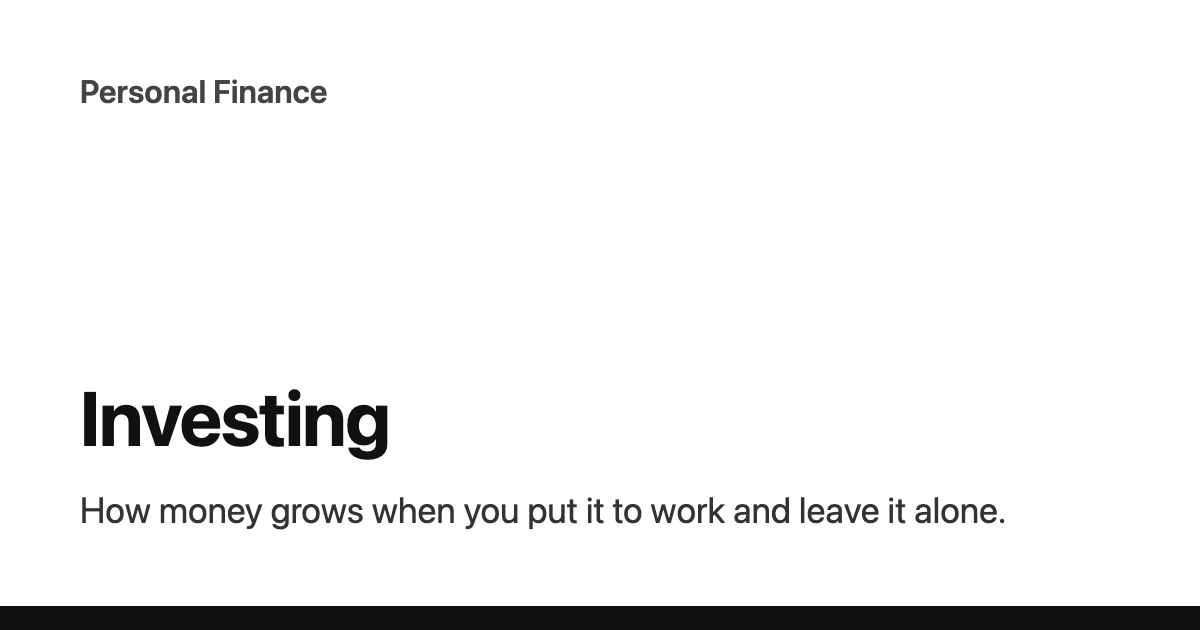 Personal Finance
Investing
How money grows when you put it to work and leave it alone.